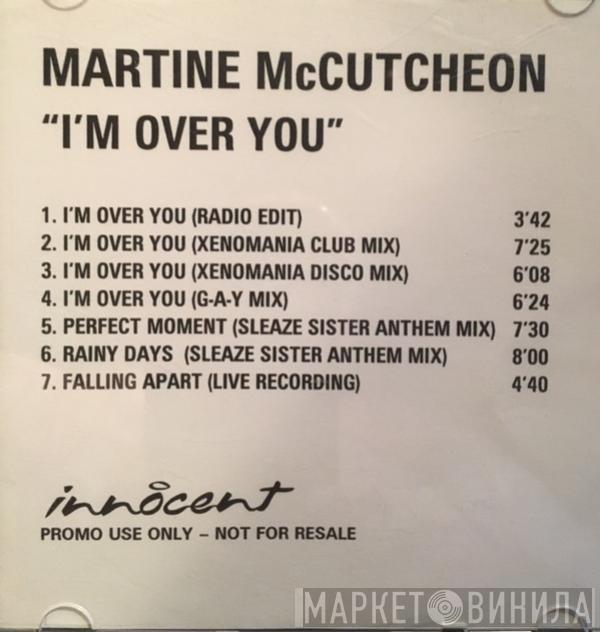 MARTINE McCUTCHEON
“I'M OVER YOU”
1. I'M OVER YOU (RADIO EDIT) 3'42
2. I'M OVER YOU (XENOMANIA CLUB MIX) 7'25
3. I'M OVER YOU (XENOMANIA DISCO MIX) 6'08
4. I'M OVER YOU (G-A-Y MIX) 6'24
5. PERFECT MOMENT (SLEAZE SISTER ANTHEM MIX) 7'30
6. RAINY DAYS (SLEAZE SISTER ANTHEM MIX) 8'00
7. FALLING APART (LIVE RECORDING) 4'40
innocent
PROMO USE ONLY – NOT FOR RESALE
МАРКЕТ ВИНИЛА